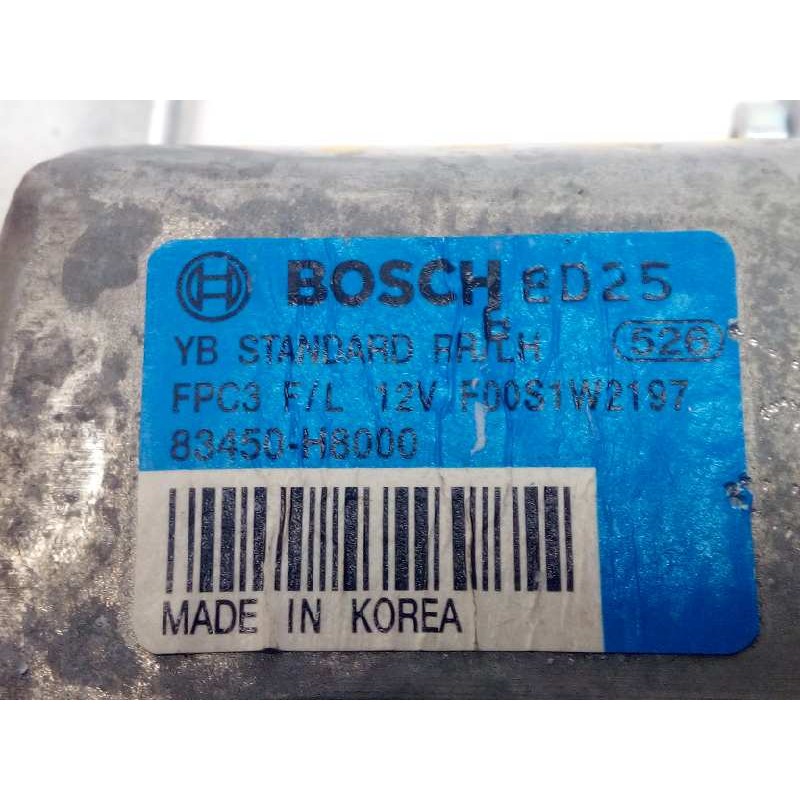 BOSCH 8D25
YB STANDARD RR/LH 526
FPC3 F/L 12V F00S1W2197
83450-H8000
MADE IN KOREA